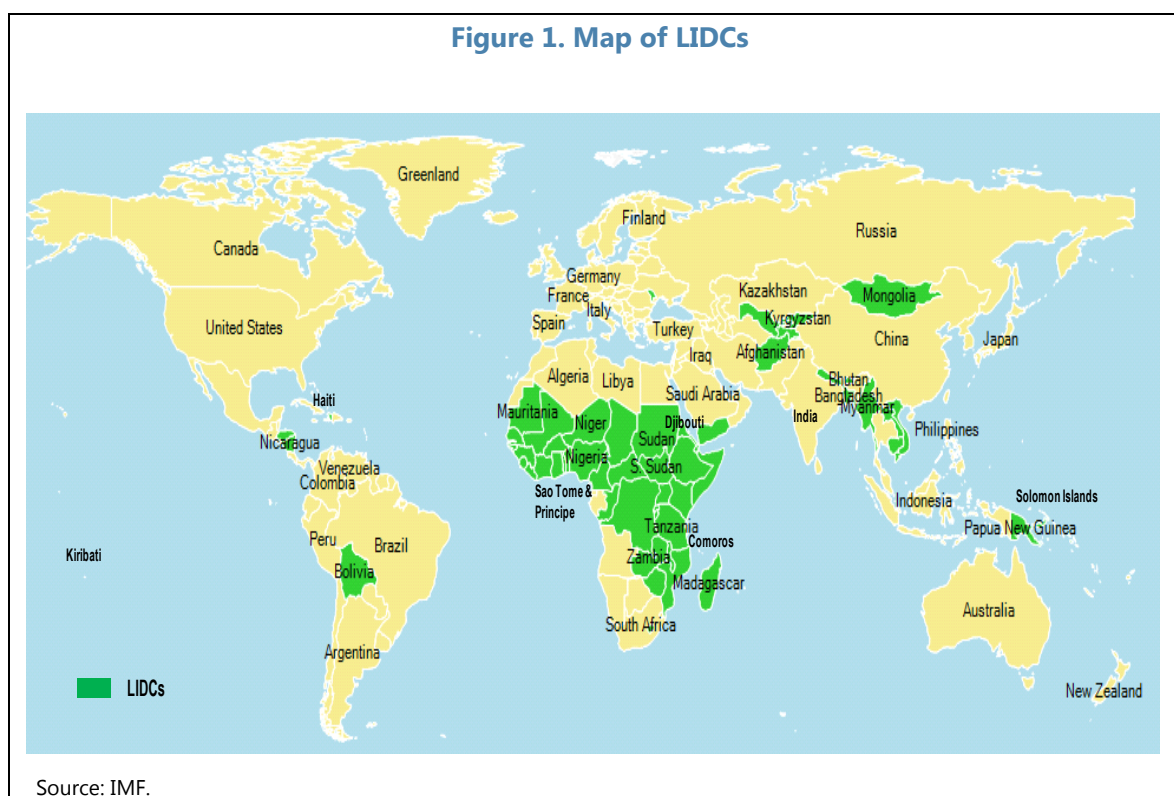 Figure 1. Map of LIDCs
Greenland
Finland
Russia
Canada
Germany
France
Kazakhstan
Mongolia
Italy
United States
Spain
Turkey
Kyrgyzstan
China
Japan
Iraq
Afghanistan
Algeria
Libya
Saudi Arabia
Bhutan
Bangladesh
Haiti
Mauritania
Niger
Djibouti
India
Myanmar
Philippines
Nicaragua
Sudan
Nigeria
S. Sudan
Venezuela
Colombia
Sao Tome &
Principe
Indonesia
Solomon Islands
Tanzania
Papua New Guinea
Peru
Brazil
Comoros
Kiribati
Zambia
Bolivia
Madagascar
Australia
South Africa
Argentina
LIDCs
New Zealand
Source: IMF.